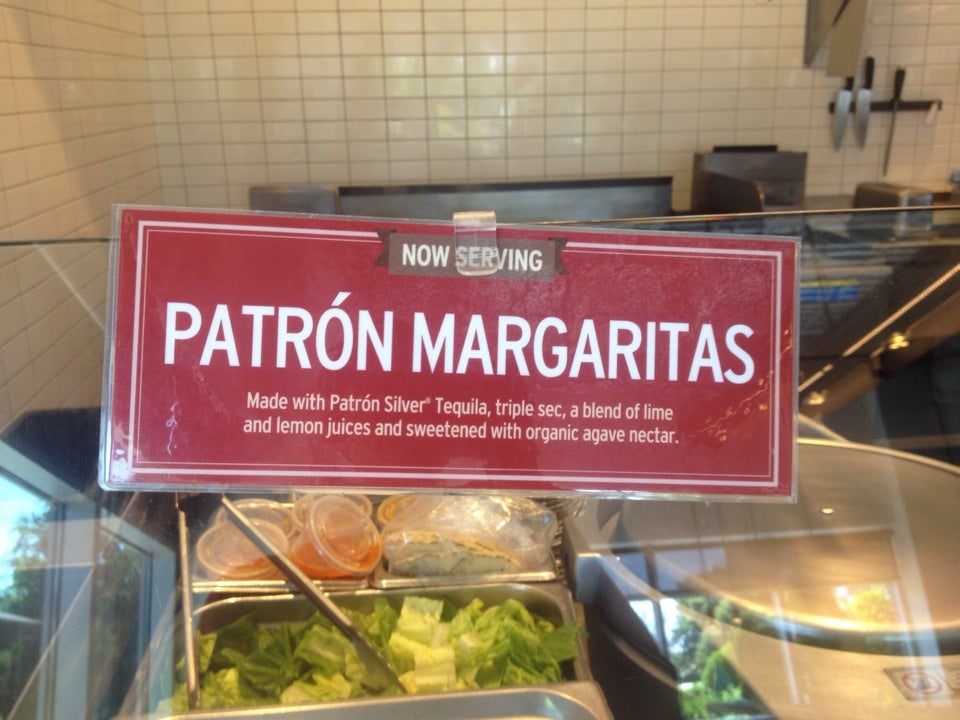 NOW SERVING
PATRÓN MARGARITAS
Made with Patrón Silver® Tequila, triple sec, a blend of lime
and lemon juices and sweetened with organic agave nectar.